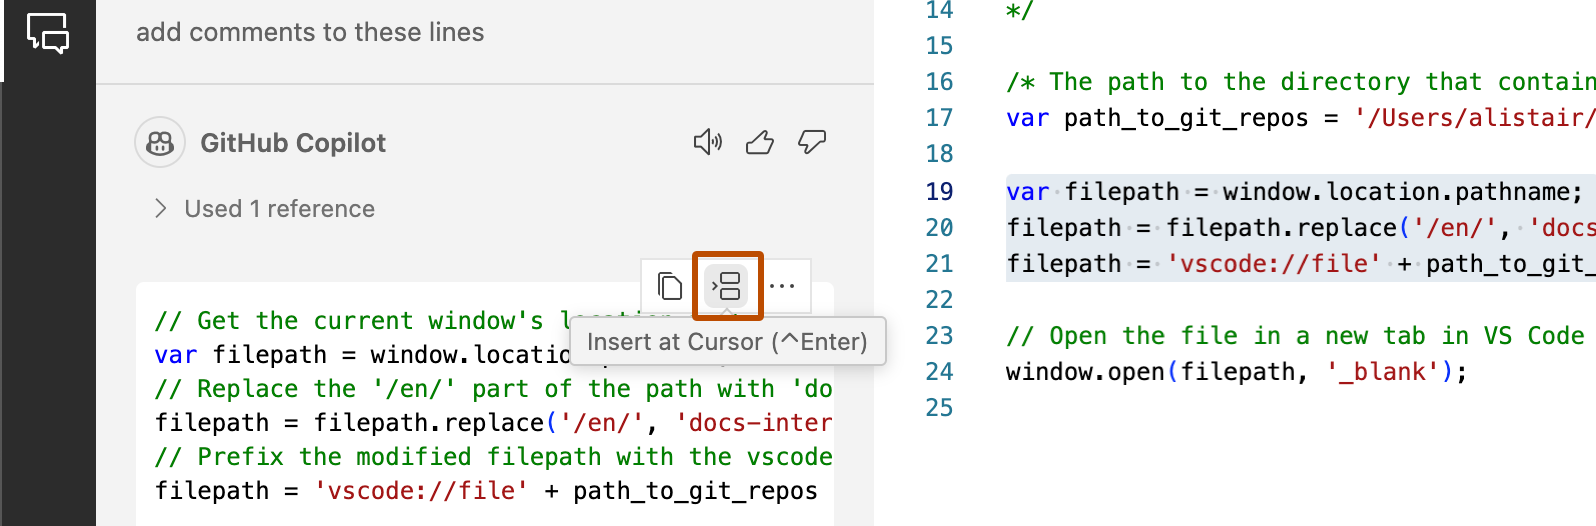 add comments to these lines
GitHub Copilot
Used 1 reference
Insert at Cursor (^Enter)
// Get the current window's
var filepath = window.locatio
// Replace the '/en/' part of the path with 'do
filepath = filepath.replace('/en/', 'docs-inter
// Prefix the modified filepath with the vscode
filepath = 'vscode://file' + path_to_git_repos
14 */
15
16 /* The path to the directory that contain
17 var path_to_git_repos = '/Users/alistair/
18
19 var filepath = window.location.pathname;
20 filepath = filepath.replace('/en/', 'docs
21 filepath = 'vscode://file' + path_to_git_
22
23 // Open the file in a new tab in VS Code
24 window.open(filepath, '_blank');
25